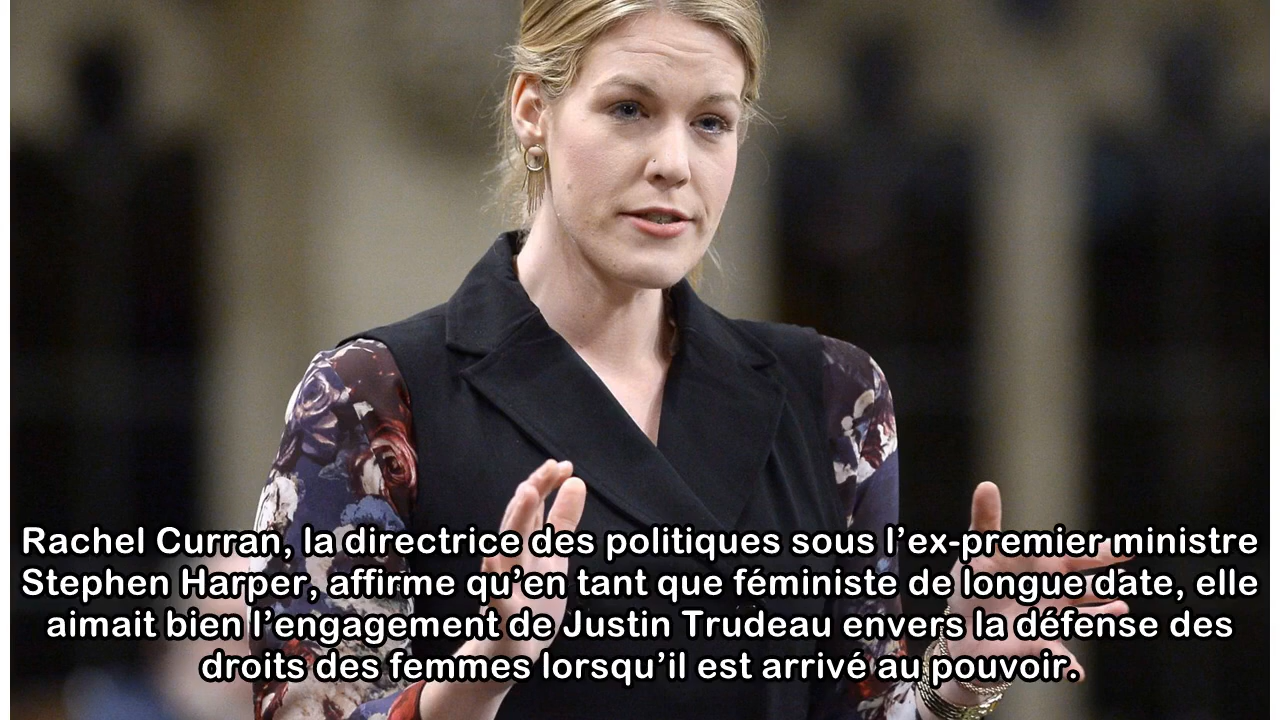 Rachel Curran, la directrice des politiques sous l’ex-premier ministre
Stephen Harper, affirme qu’en tant que féministe de longue date, elle
aimait bien l’engagement de Justin Trudeau envers la défense des
droits des femmes lorsqu’il est arrivé au pouvoir.